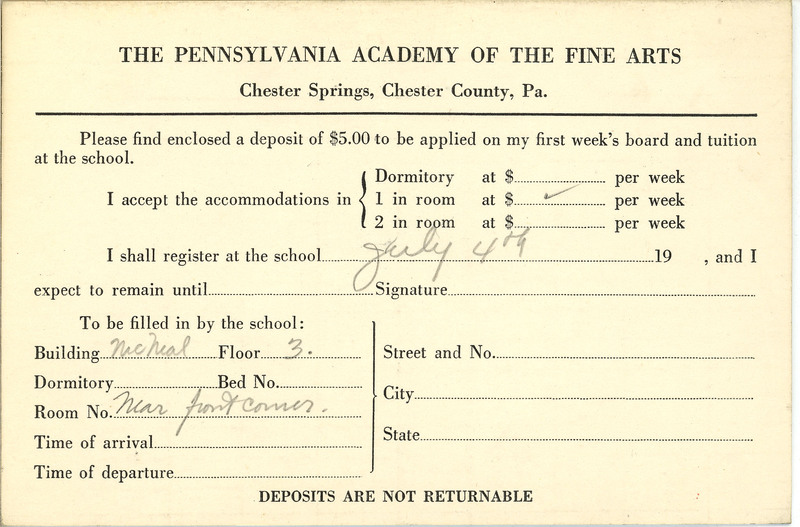 THE PENNSYLVANIA ACADEMY OF THE FINE ARTS
Chester Springs, Chester County, Pa.
Please find enclosed a deposit of $5.00 to be applied on my first week's board and tuition
at the school.
I accept the accommodations in
Dormitory at $ per week
1 in room at $ ✓ per week
2 in room at $ per week
I shall register at the school July 4th 19 , and I
expect to remain until Signature
To be filled in by the school:
Building McNeal Floor 3.
Dormitory Bed No.
Room No. Near front corner.
Time of arrival
Time of departure
Street and No.
City
State
DEPOSITS ARE NOT RETURNABLE